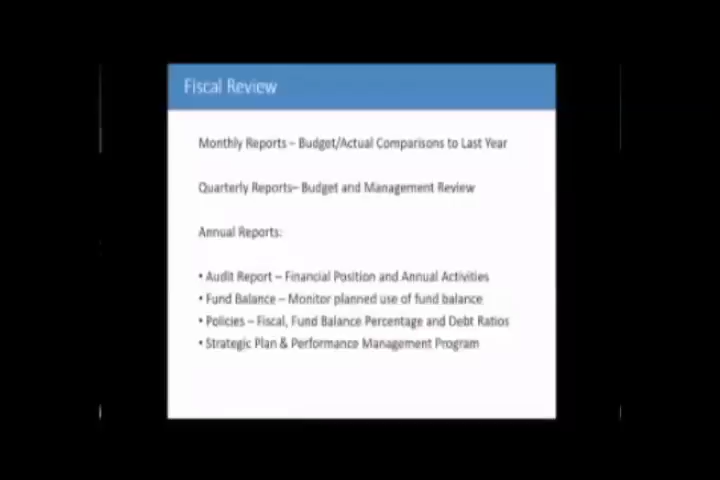 Fiscal Review
Monthly Reports – Budget/Actual Comparisons to Last Year
Quarterly Reports– Budget and Management Review
Annual Reports:
• Audit Report – Financial Position and Annual Activities
• Fund Balance – Monitor planned use of fund balance
• Policies – Fiscal, Fund Balance Percentage and Debt Ratios
• Strategic Plan & Performance Management Program